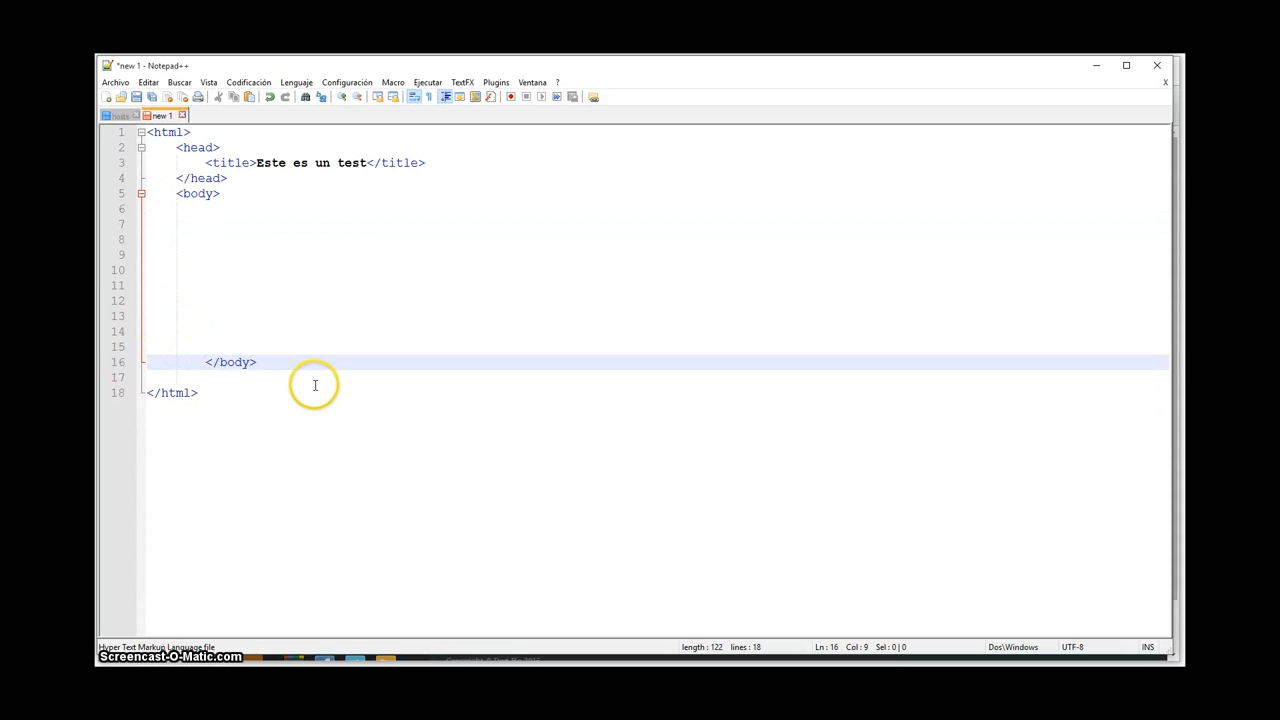 *new 1 - Notepad++
Archivo Editar Buscar Vista Codificación Lenguaje Configuración Macro Ejecutar TextFX Plugins Ventana ? X
hosts new 1
1 <html>
2 <head>
3 <title>Este es un test</title>
4 </head>
5 <body>
6
7
8
9
10
11
12
13
14
15
16 </body>
17
18 </html>
Hyper Text Markup Language file length : 122 lines : 18 Ln : 16 Col : 9 Sel : 0 | 0 Dos\Windows UTF-8 INS
Screencast-O-Matic.com